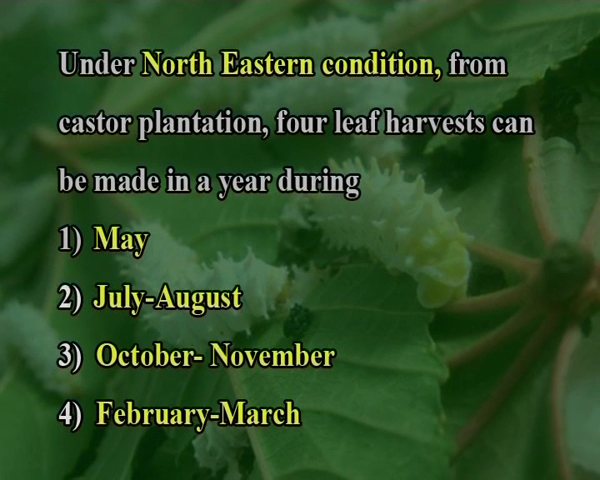 Under North Eastern condition, from
castor plantation, four leaf harvests can
be made in a year during
1) May
2) July-August
3) October- November
4) February-March